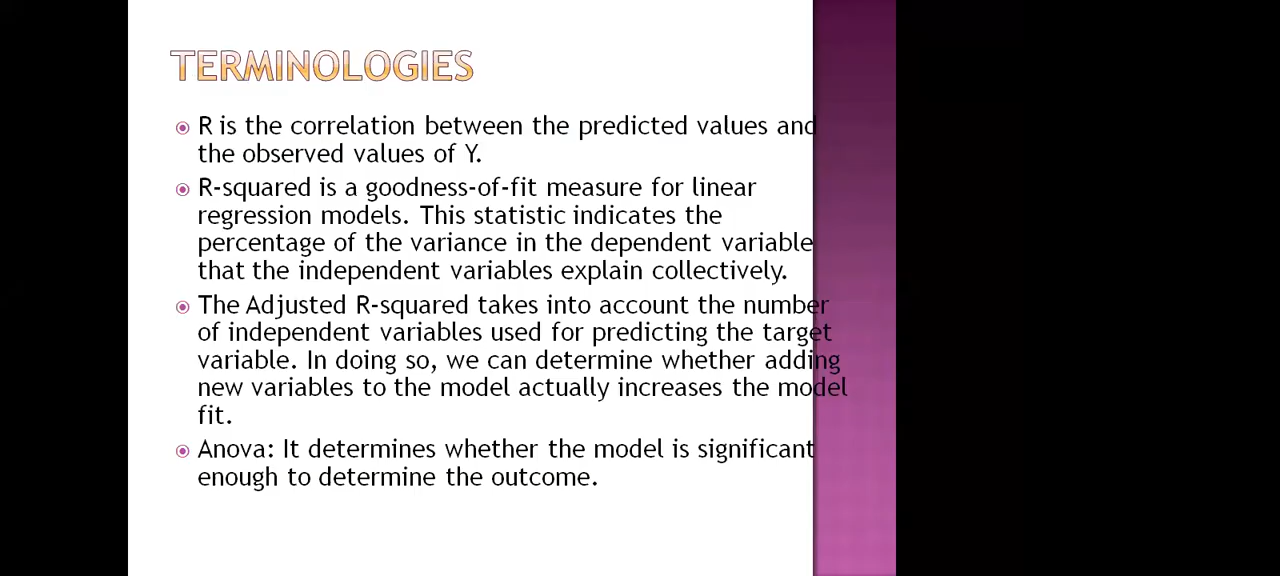 TERMINOLOGIES
R is the correlation between the predicted values and
the observed values of Y.
R-squared is a goodness-of-fit measure for linear
regression models. This statistic indicates the
percentage of the variance in the dependent variable
that the independent variables explain collectively.
The Adjusted R-squared takes into account the number
of independent variables used for predicting the target
variable. In doing so, we can determine whether adding
new variables to the model actually increases the model
fit.
Anova: It determines whether the model is significant
enough to determine the outcome.